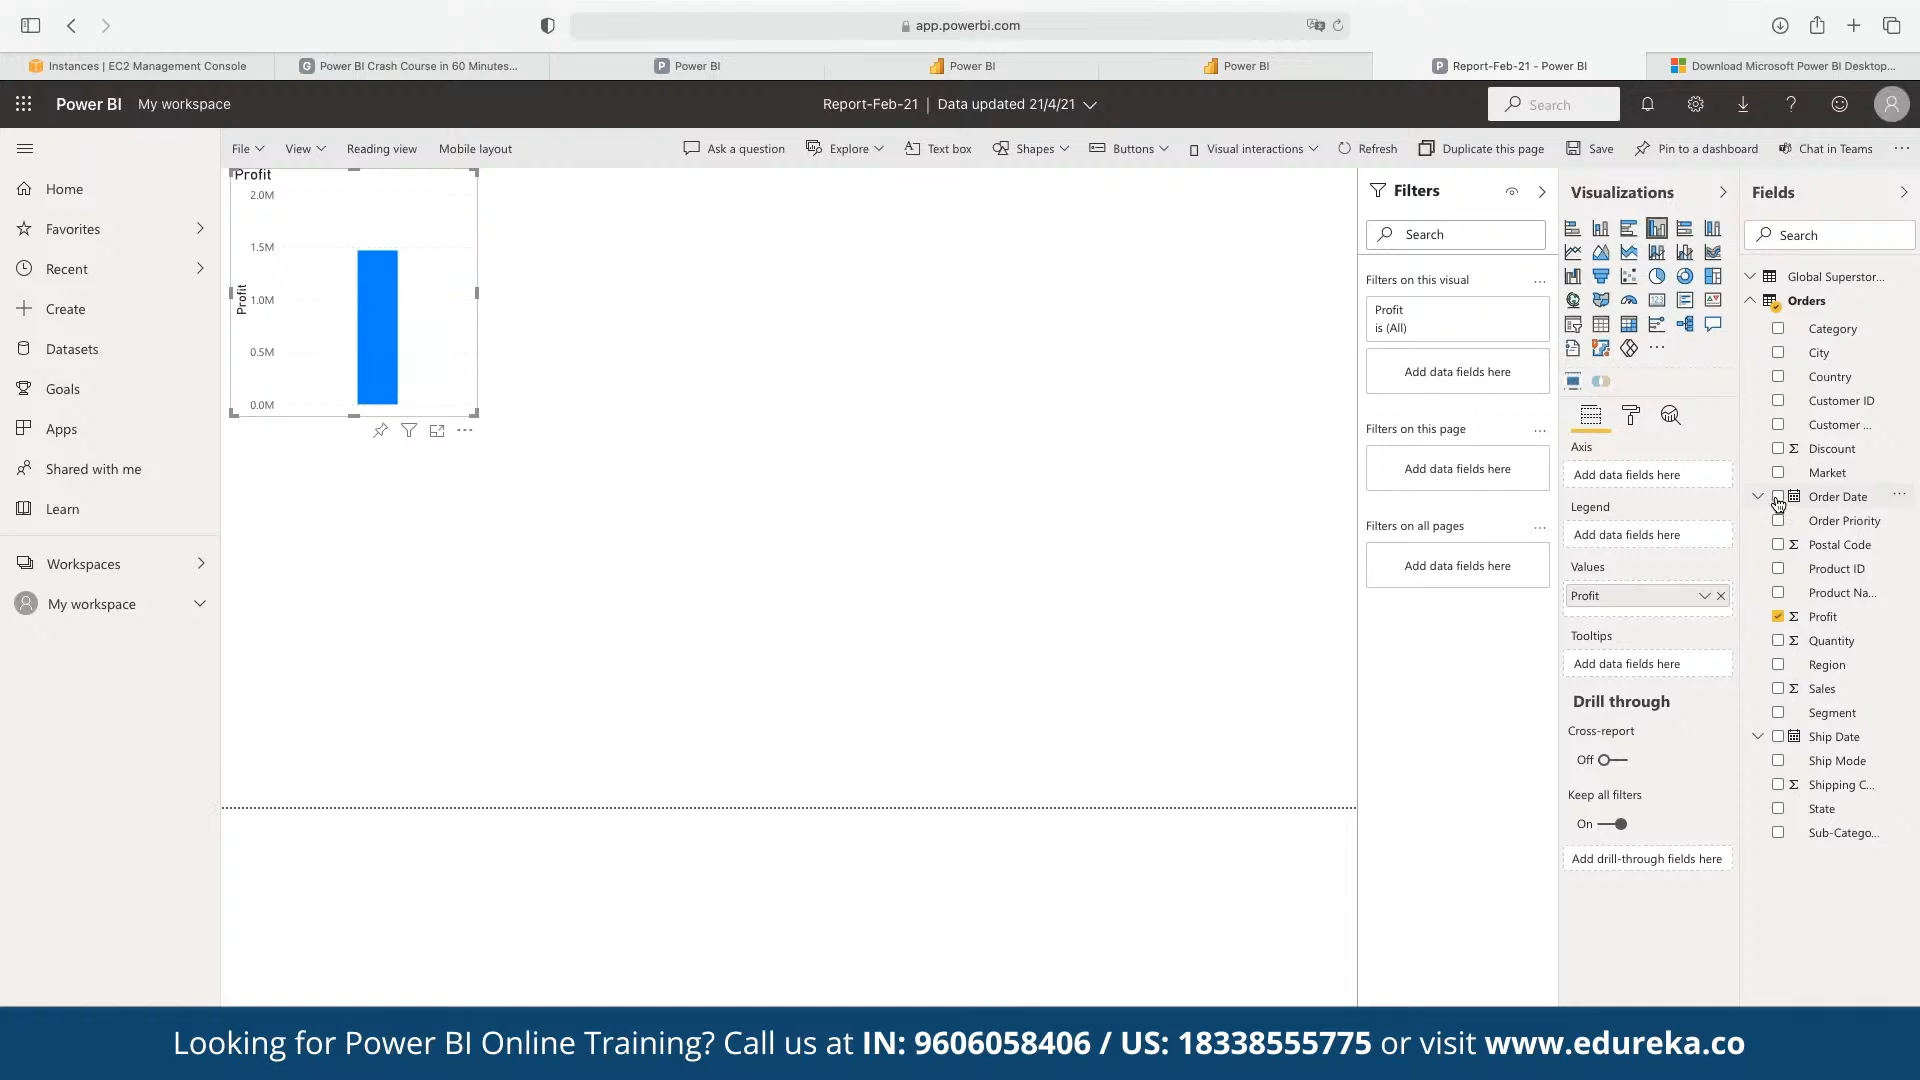 app.powerbi.com
Instances | EC2 Management Console
Power BI Crash Course in 60 Minutes...
Power BI
Power BI
Power BI
Report-Feb-21 - Power BI
Download Microsoft Power BI Desktop...
Power BI My workspace
Report-Feb-21 | Data updated 21/4/21
Search
File View Reading view Mobile layout
Ask a question Explore Text box Shapes Buttons Visual interactions Refresh Duplicate this page Save Pin to a dashboard Chat in Teams
Home
Favorites
Recent
Create
Datasets
Goals
Apps
Shared with me
Learn
Workspaces
My workspace
Profit
2.0M
1.5M
1.0M
0.5M
0.0M
Profit
Filters
Search
Filters on this visual
Profit
is (All)
Add data fields here
Filters on this page
Add data fields here
Filters on all pages
Add data fields here
Visualizations
123
Axis
Add data fields here
Legend
Add data fields here
Values
Profit
Tooltips
Add data fields here
Drill through
Cross-report
Off
Keep all filters
On
Add drill-through fields here
Fields
Search
Global Superstor...
Orders
Category
City
Country
Customer ID
Customer ...
Σ Discount
Market
Order Date
Order Priority
Σ Postal Code
Product ID
Product Na...
Σ Profit
Σ Quantity
Region
Σ Sales
Segment
Ship Date
Ship Mode
Σ Shipping C...
State
Sub-Catego...
Looking for Power BI Online Training? Call us at IN: 9606058406 / US: 18338555775 or visit www.edureka.co